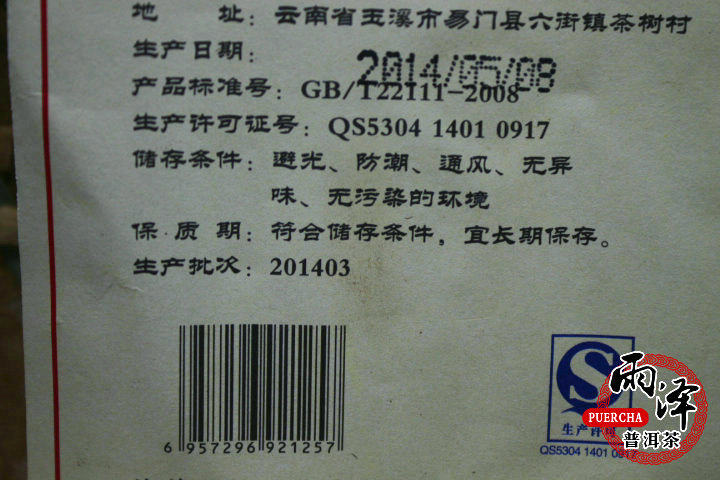 地 址：云南省玉溪市易门县六街镇茶树村
生产日期：
2014/05/08
产品标准号：GB/T22111-2008
生产许可证号：QS5304 1401 0917
储存条件：避光、防潮、通风、无异
味、无污染的环境
保 质 期：符合储存条件，宜长期保存。
生产批次：201403
6 957296 921257
生产许可
QS5304 1401 0917
雨泽
PUERCHA
普洱茶